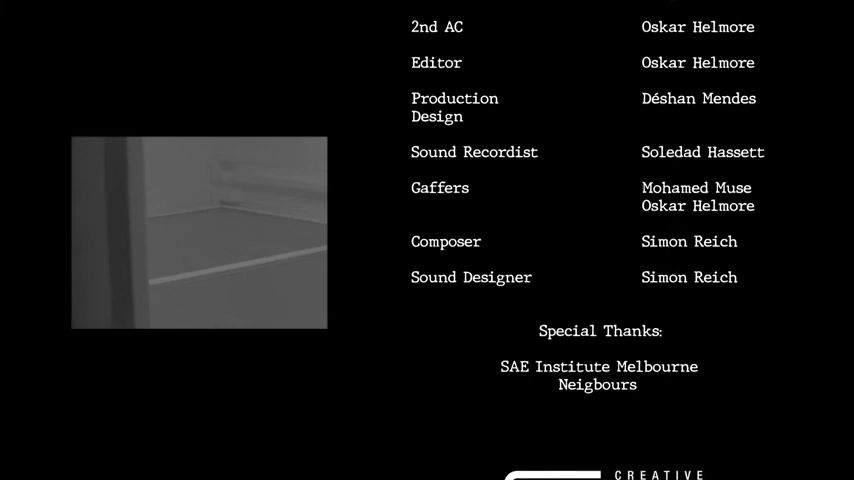 2nd AC Oskar Helmore
Editor Oskar Helmore
Production Déshan Mendes
Design
Sound Recordist Soledad Hassett
Gaffers Mohamed Muse
Oskar Helmore
Composer Simon Reich
Sound Designer Simon Reich
Special Thanks:
SAE Institute Melbourne
Neigbours
CREATIVE